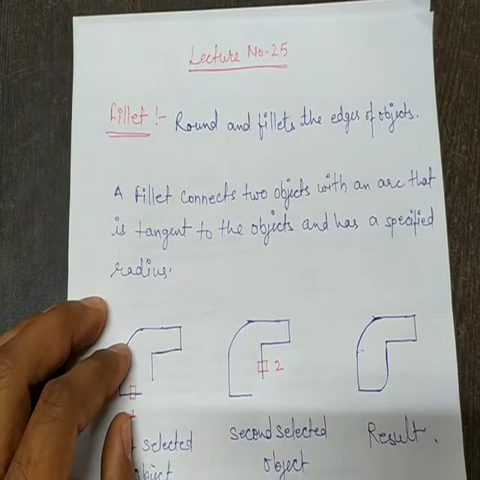 Lecture No-25
Fillet :- Round and fillets the edges of objects.
A fillet connects two objects with an arc that
is tangent to the objects and has a specified
radius.
2
selected
second selected
object
Result.